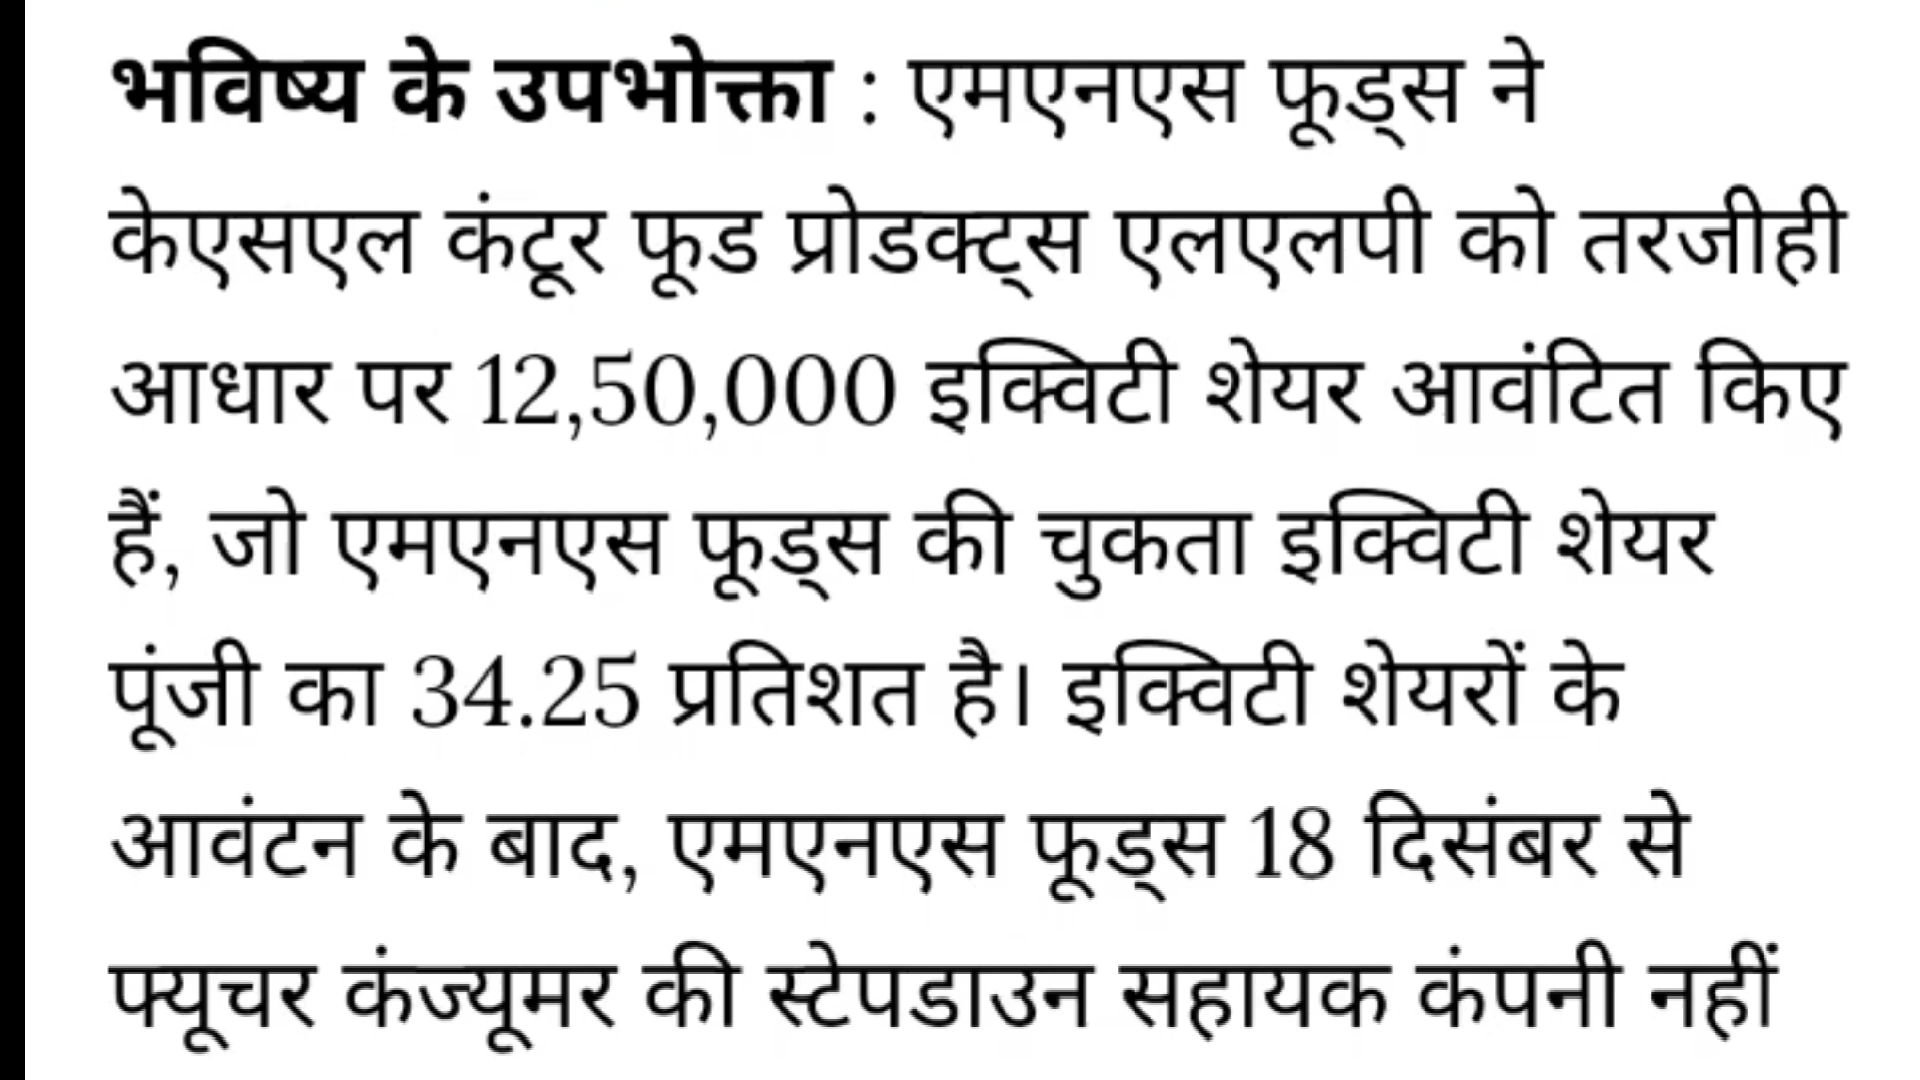 भविष्य के उपभोक्ता : एमएनएस फूड्स ने
केएसएल कंटूर फूड प्रोडक्ट्स एलएलपी को तरजीही
आधार पर 12,50,000 इक्विटी शेयर आवंटित किए
हैं, जो एमएनएस फूड्स की चुकता इक्विटी शेयर
पूंजी का 34.25 प्रतिशत है। इक्विटी शेयरों के
आवंटन के बाद, एमएनएस फूड्स 18 दिसंबर से
फ्यूचर कंज्यूमर की स्टेपडाउन सहायक कंपनी नहीं